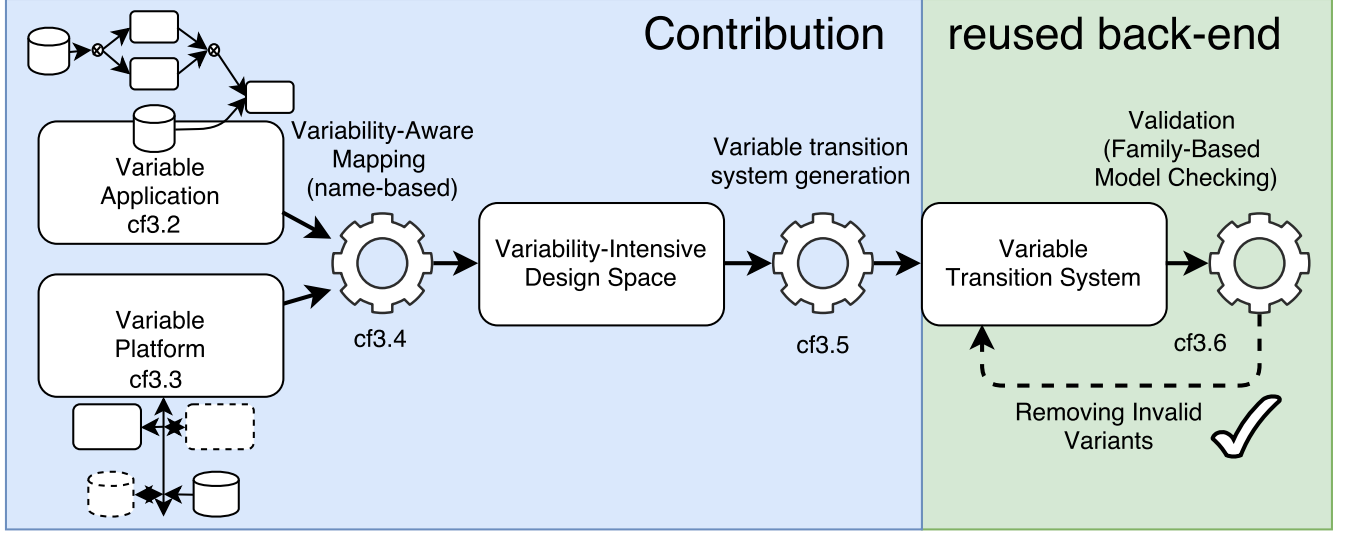 Contribution
reused back-end
Variable
Application
cf3.2
Variability-Aware
Mapping
(name-based)
cf3.4
Variable
Platform
cf3.3
Variability-Intensive
Design Space
Variable transition
system generation
cf3.5
Variable
Transition System
Validation
(Family-Based
Model Checking)
cf3.6
Removing Invalid
Variants